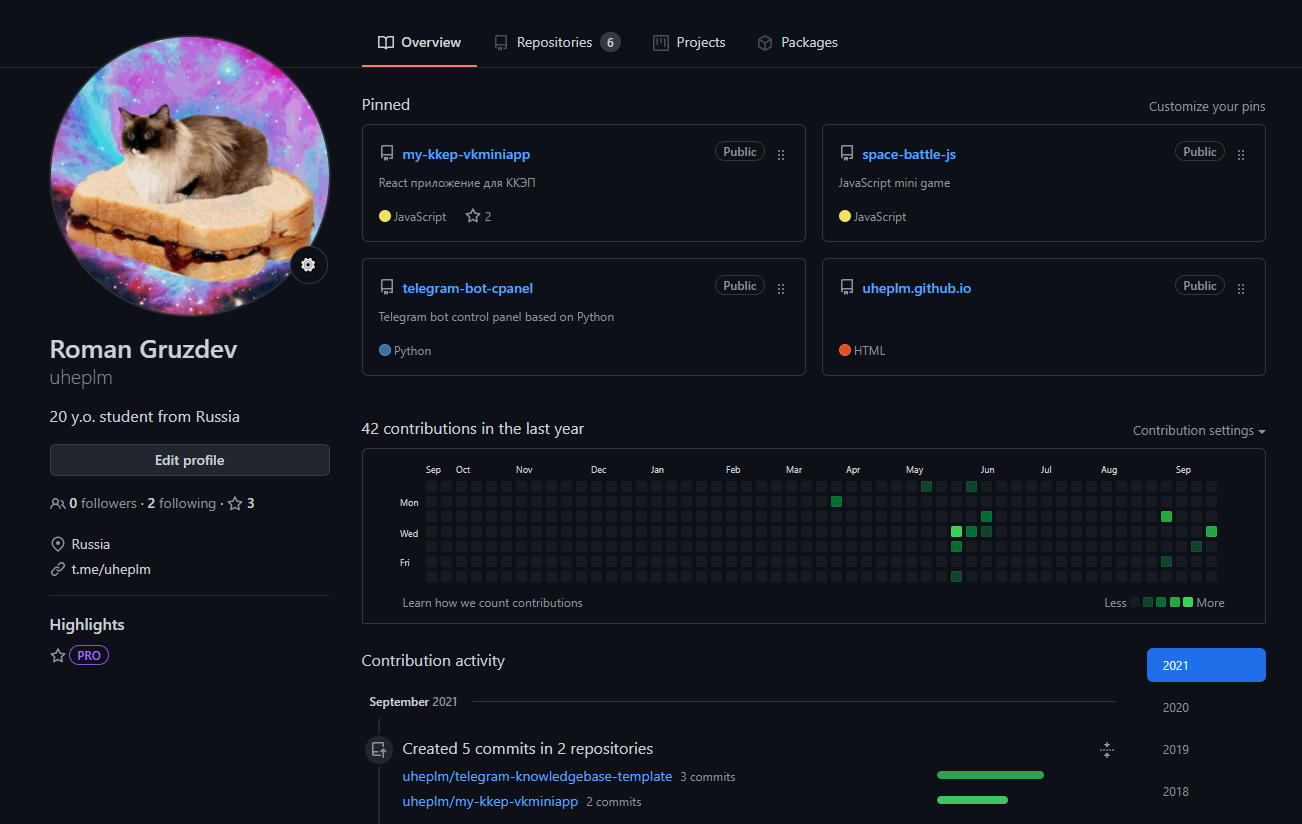 Overview Repositories 6 Projects Packages
Roman Gruzdev
uheplm
20 y.o. student from Russia
Edit profile
0 followers · 2 following · 3
Russia
t.me/uheplm
Highlights
PRO
Pinned Customize your pins
my-kkep-vkminiapp Public
React приложение для ККЭП
JavaScript 2
space-battle-js Public
JavaScript mini game
JavaScript
telegram-bot-cpanel Public
Telegram bot control panel based on Python
Python
uheplm.github.io Public
HTML
42 contributions in the last year Contribution settings
Sep Oct Nov Dec Jan Feb Mar Apr May Jun Jul Aug Sep
Mon
Wed
Fri
Learn how we count contributions Less More
Contribution activity
2021
2020
2019
2018
September 2021
Created 5 commits in 2 repositories
uheplm/telegram-knowledgebase-template 3 commits
uheplm/my-kkep-vkminiapp 2 commits